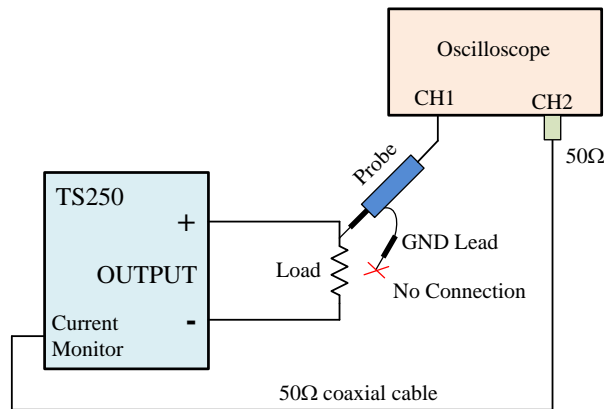 Oscilloscope
CH1
CH2
50Ω
Probe
TS250
+
GND Lead
OUTPUT
Load
No Connection
-
Current
Monitor
50Ω coaxial cable